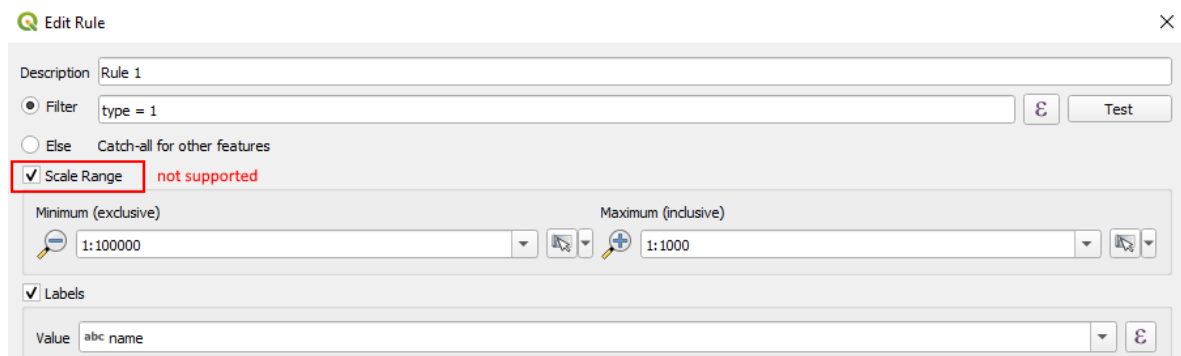 Edit Rule
Description Rule 1
Filter type = 1 ε Test
Else Catch-all for other features
Scale Range not supported
Minimum (exclusive) Maximum (inclusive)
1:100000 1:1000
Labels
Value abc name ε